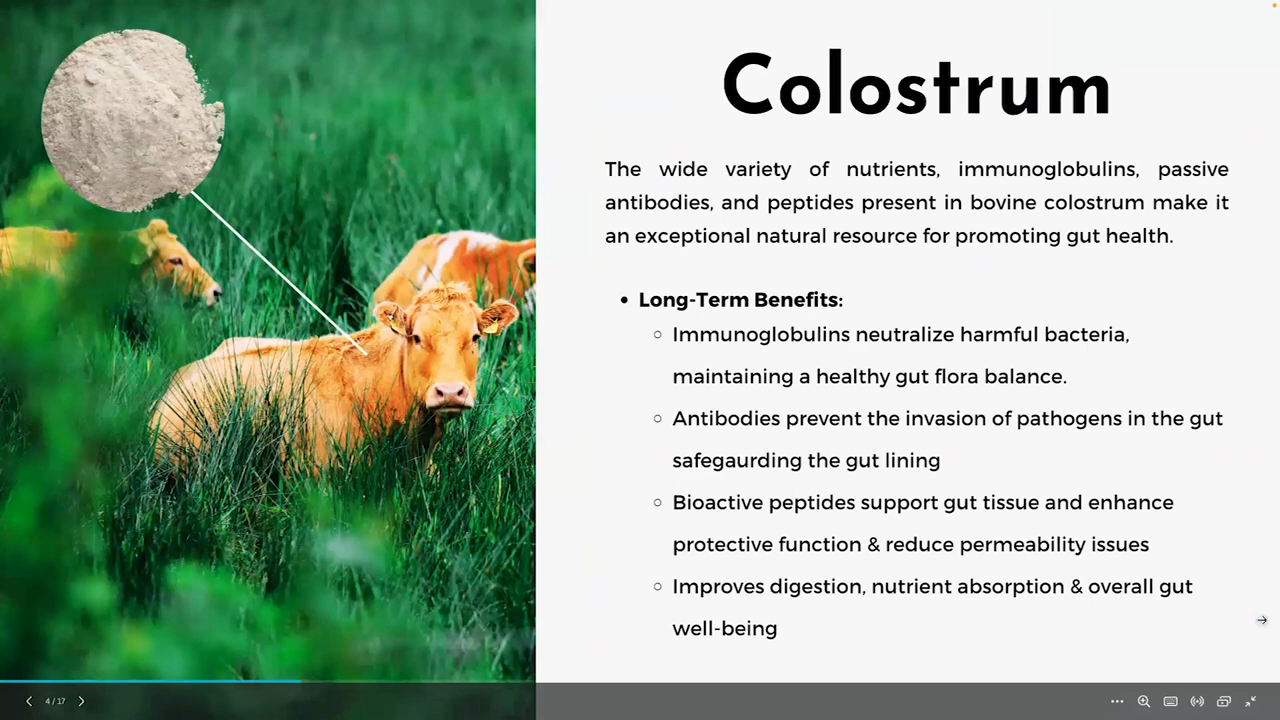 Colostrum
The wide variety of nutrients, immunoglobulins, passive
antibodies, and peptides present in bovine colostrum make it
an exceptional natural resource for promoting gut health.
• Long-Term Benefits:
○ Immunoglobulins neutralize harmful bacteria,
maintaining a healthy gut flora balance.
○ Antibodies prevent the invasion of pathogens in the gut
safegaurding the gut lining
○ Bioactive peptides support gut tissue and enhance
protective function & reduce permeability issues
○ Improves digestion, nutrient absorption & overall gut
well-being
4 / 17